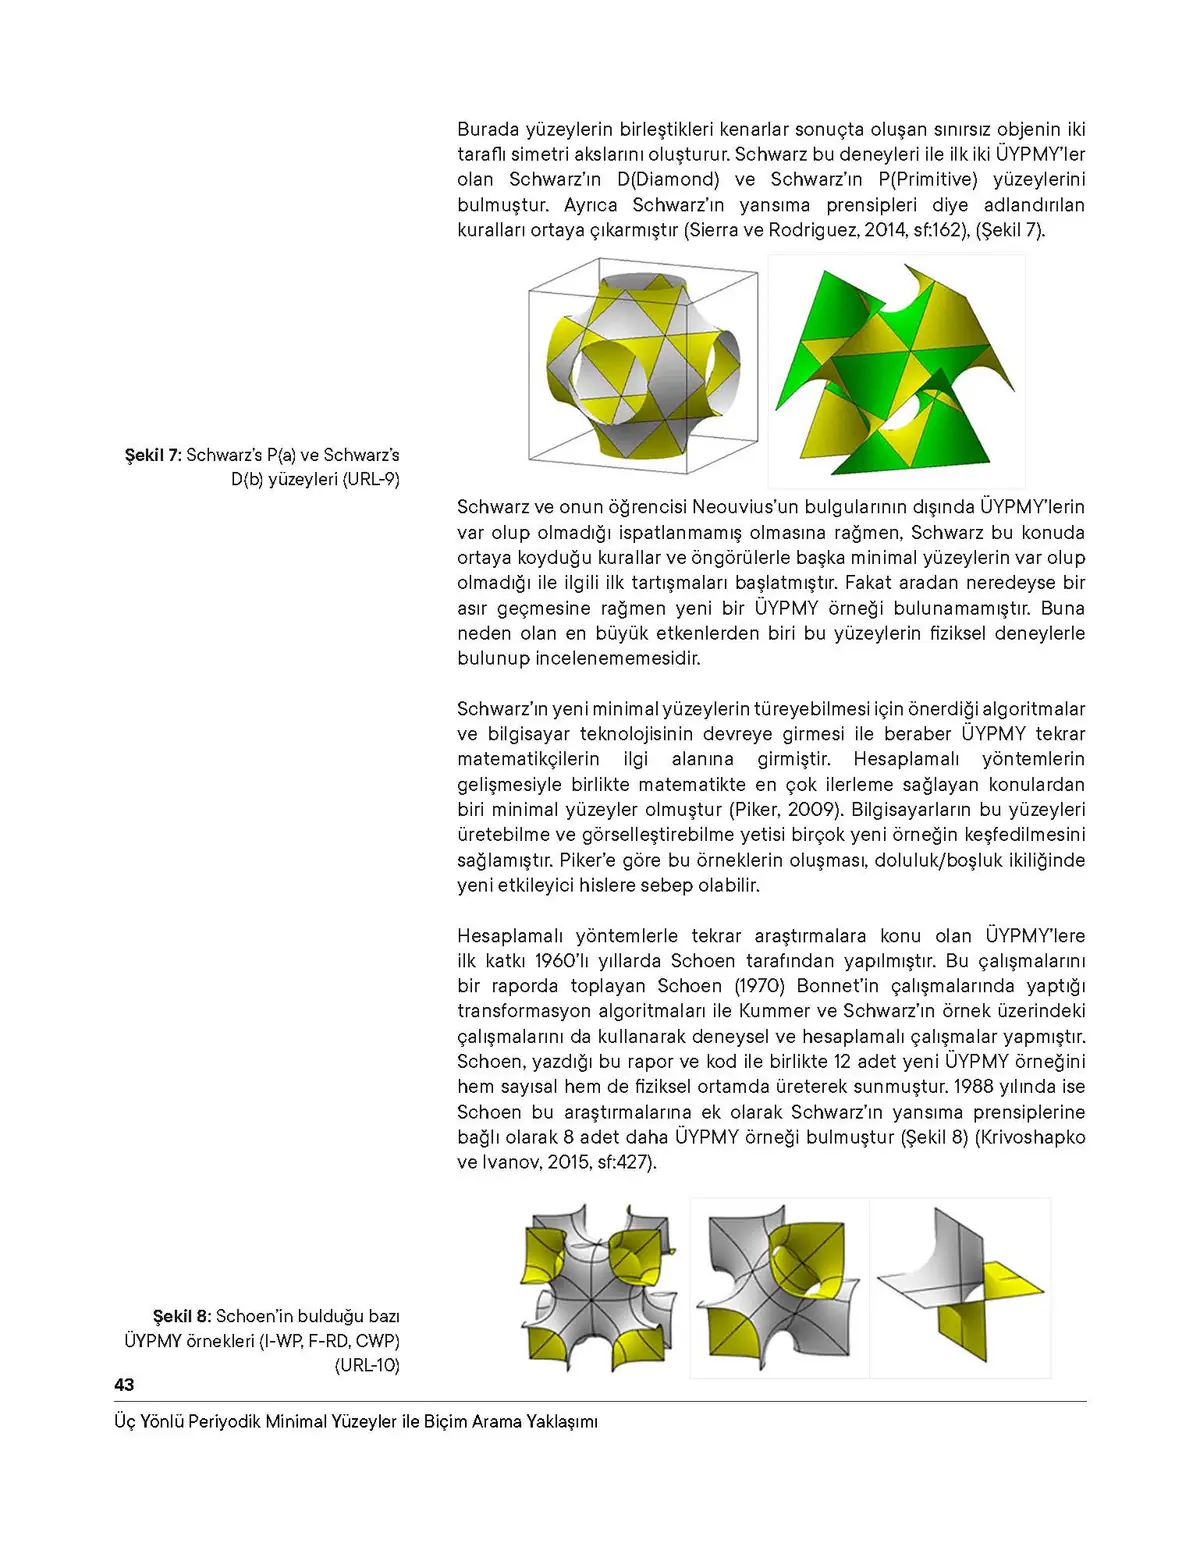 Burada yüzeylerin birleştikleri kenarlar sonuçta oluşan sınırsız objenin iki
taraflı simetri akslarını oluşturur. Schwarz bu deneyleri ile ilk iki ÜYPMY’ler
olan Schwarz’ın D(Diamond) ve Schwarz’ın P(Primitive) yüzeylerini
bulmuştur. Ayrıca Schwarz’ın yansıma prensipleri diye adlandırılan
kuralları ortaya çıkarmıştır (Sierra ve Rodriguez, 2014, sf:162), (Şekil 7).
Şekil 7: Schwarz’s P(a) ve Schwarz’s
D(b) yüzeyleri (URL-9)
Schwarz ve onun öğrencisi Neouvius’un bulgularının dışında ÜYPMY’lerin
var olup olmadığı ispatlanmamış olmasına rağmen, Schwarz bu konuda
ortaya koyduğu kurallar ve öngörülerle başka minimal yüzeylerin var olup
olmadığı ile ilgili ilk tartışmaları başlatmıştır. Fakat aradan neredeyse bir
asır geçmesine rağmen yeni bir ÜYPMY örneği bulunamamıştır. Buna
neden olan en büyük etkenlerden biri bu yüzeylerin fiziksel deneylerle
bulunup incelenememesidir.
Schwarz’ın yeni minimal yüzeylerin türeyebilmesi için önerdiği algoritmalar
ve bilgisayar teknolojisinin devreye girmesi ile beraber ÜYPMY tekrar
matematikçilerin ilgi alanına girmiştir. Hesaplamalı yöntemlerin
gelişmesiyle birlikte matematikte en çok ilerleme sağlayan konulardan
biri minimal yüzeyler olmuştur (Piker, 2009). Bilgisayarların bu yüzeyleri
üretebilme ve görselleştirebilme yetisi birçok yeni örneğin keşfedilmesini
sağlamıştır. Piker’e göre bu örneklerin oluşması, doluluk/boşluk ikiliğinde
yeni etkileyici hislere sebep olabilir.
Hesaplamalı yöntemlerle tekrar araştırmalara konu olan ÜYPMY’lere
ilk katkı 1960’lı yıllarda Schoen tarafından yapılmıştır. Bu çalışmalarını
bir raporda toplayan Schoen (1970) Bonnet’in çalışmalarında yaptığı
transformasyon algoritmaları ile Kummer ve Schwarz’ın örnek üzerindeki
çalışmalarını da kullanarak deneysel ve hesaplamalı çalışmalar yapmıştır.
Schoen, yazdığı bu rapor ve kod ile birlikte 12 adet yeni ÜYPMY örneğini
hem sayısal hem de fiziksel ortamda üreterek sunmuştur. 1988 yılında ise
Schoen bu araştırmalarına ek olarak Schwarz’ın yansıma prensiplerine
bağlı olarak 8 adet daha ÜYPMY örneği bulmuştur (Şekil 8) (Krivoshapko
ve Ivanov, 2015, sf:427).
Şekil 8: Schoen’in bulduğu bazı
ÜYPMY örnekleri (I-WP, F-RD, CWP)
(URL-10)
43
Üç Yönlü Periyodik Minimal Yüzeyler ile Biçim Arama Yaklaşımı